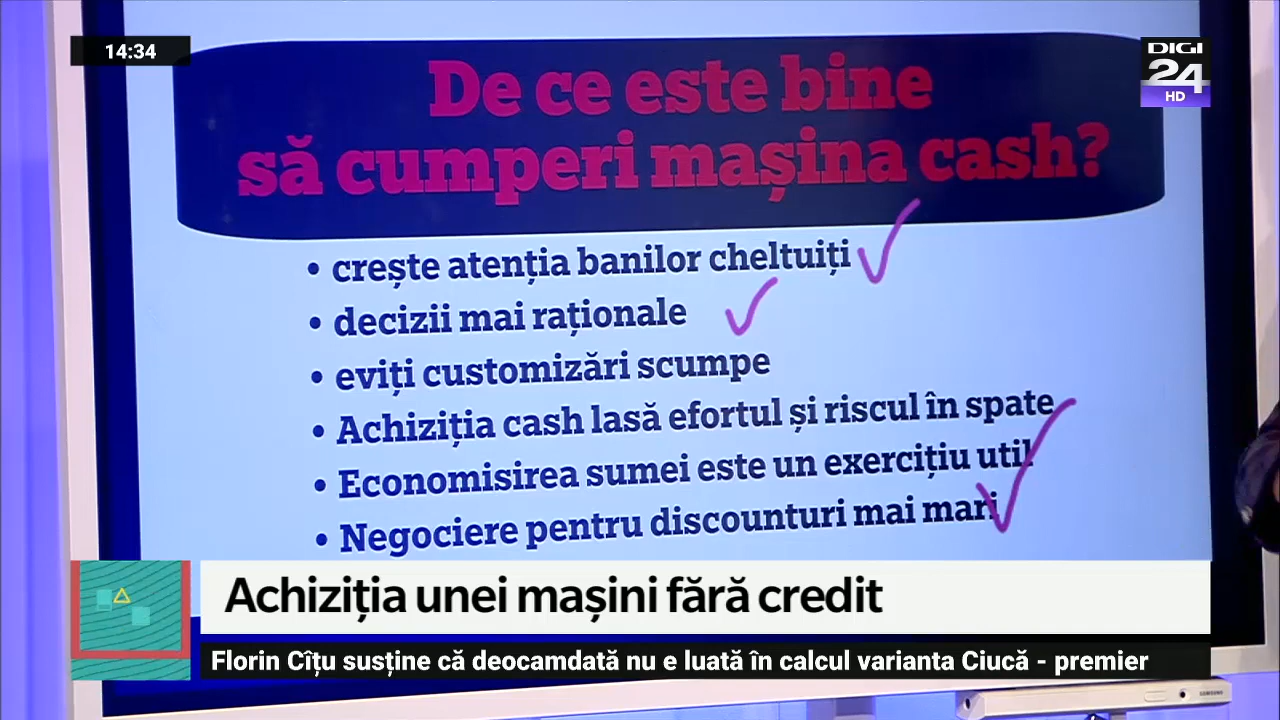 14:34
DIGI
24
HD
De ce este bine
să cumperi mașina cash?
• crește atenția banilor cheltuiți
• decizii mai raționale
• eviți customizări scumpe
• Achiziția cash lasă efortul și riscul în spate
• Economisirea sumei este un exercițiu util
• Negociere pentru discounturi mai mari
Achiziția unei mașini fără credit
Florin Cîțu susține că deocamdată nu e luată în calcul varianta Ciucă - premier
SAMSUNG